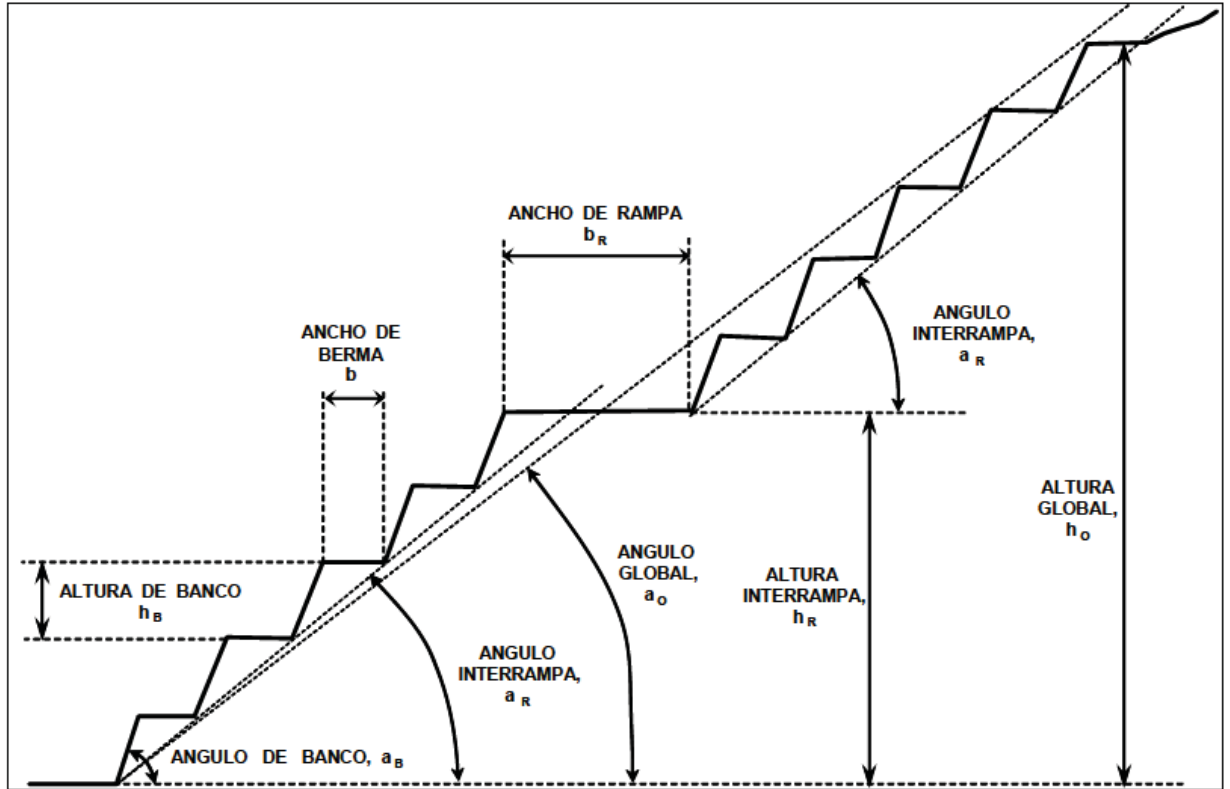 ANCHO DE RAMPA
b R
ANCHO DE
BERMA
b
ANGULO
INTERRAMPA,
a R
ALTURA
GLOBAL,
h O
ALTURA DE BANCO
h B
ANGULO
GLOBAL,
a O
ALTURA
INTERRAMPA,
h R
ANGULO
INTERRAMPA,
a R
ANGULO DE BANCO, a B